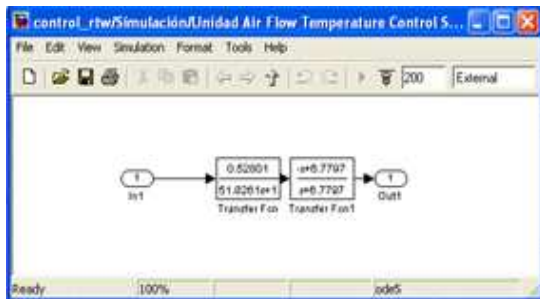 control_rtw/Simulación/Unidad Air Flow Temperature Control S...
File Edit View Simulation Format Tools Help
200 External
1 0.52801 -s+6.7797 1
In1 51.8261s+1 s+6.7797 Out1
Transfer Fcn Transfer Fcn1
Ready 100% ode5